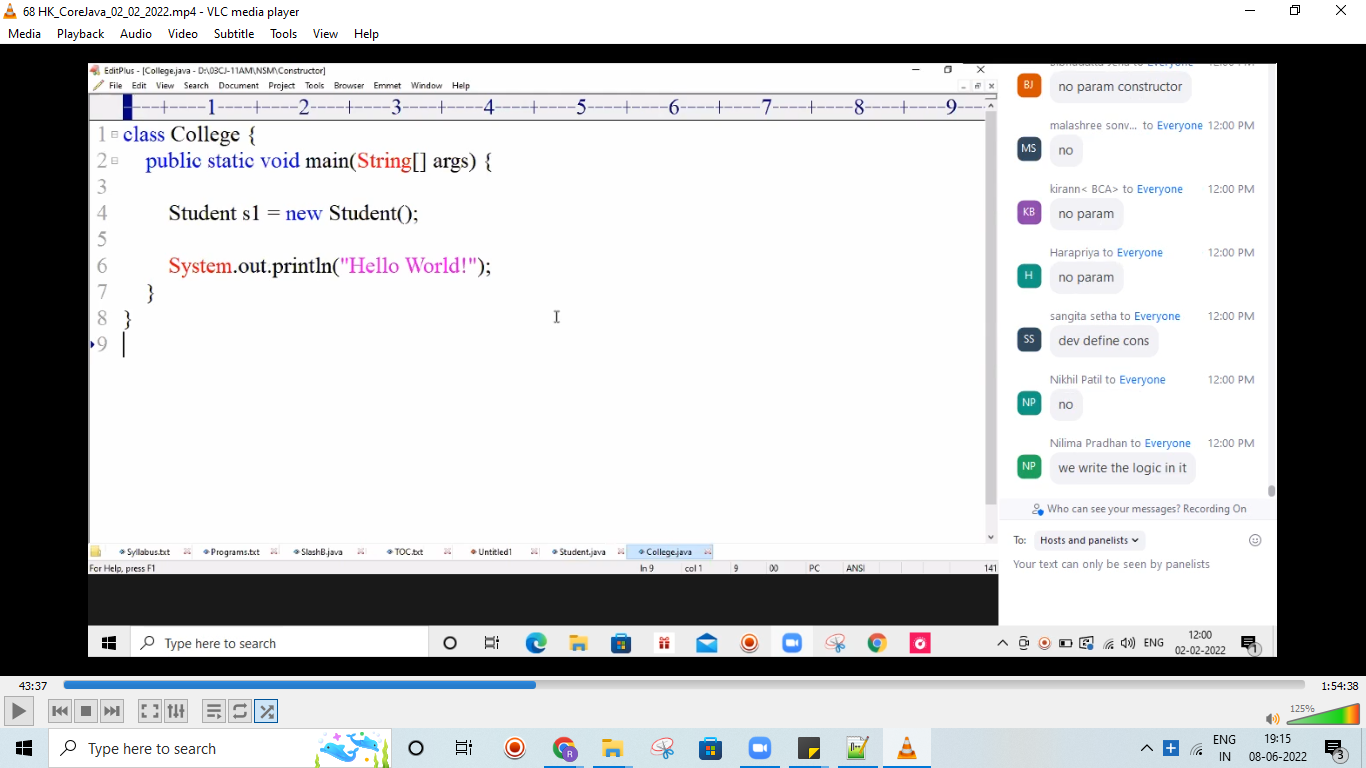 68 HK_CoreJava_02_02_2022.mp4 - VLC media player
Media Playback Audio Video Subtitle Tools View Help
EditPlus - [College.java - D:\03CJ-11AM\NSM\Constructor]
File Edit View Search Document Project Tools Browser Emmet Window Help
----+----1----+----2----+----3----+----4----+----5----+----6----+----7----+----8----+----9----
1 class College {
2 public static void main(String[] args) {
3
4 Student s1 = new Student();
5
6 System.out.println("Hello World!");
7 }
8 }
9
Syllabus.txt Programs.txt SlashB.java TOC.txt Untitled1 Student.java College.java
For Help, press F1 ln 9 col 1 9 00 PC ANSI 141
12:00 PM
BJ no param constructor
malashree sonv... to Everyone 12:00 PM
MS no
kirann< BCA> to Everyone 12:00 PM
KB no param
Harapriya to Everyone 12:00 PM
H no param
sangita setha to Everyone 12:00 PM
SS dev define cons
Nikhil Patil to Everyone 12:00 PM
NP no
Nilima Pradhan to Everyone 12:00 PM
NP we write the logic in it
Who can see your messages? Recording On
To: Hosts and panelists
Your text can only be seen by panelists
Type here to search
ENG
12:00
02-02-2022
1
43:37 1:54:38
125%
Type here to search
ENG
IN
19:15
08-06-2022
3